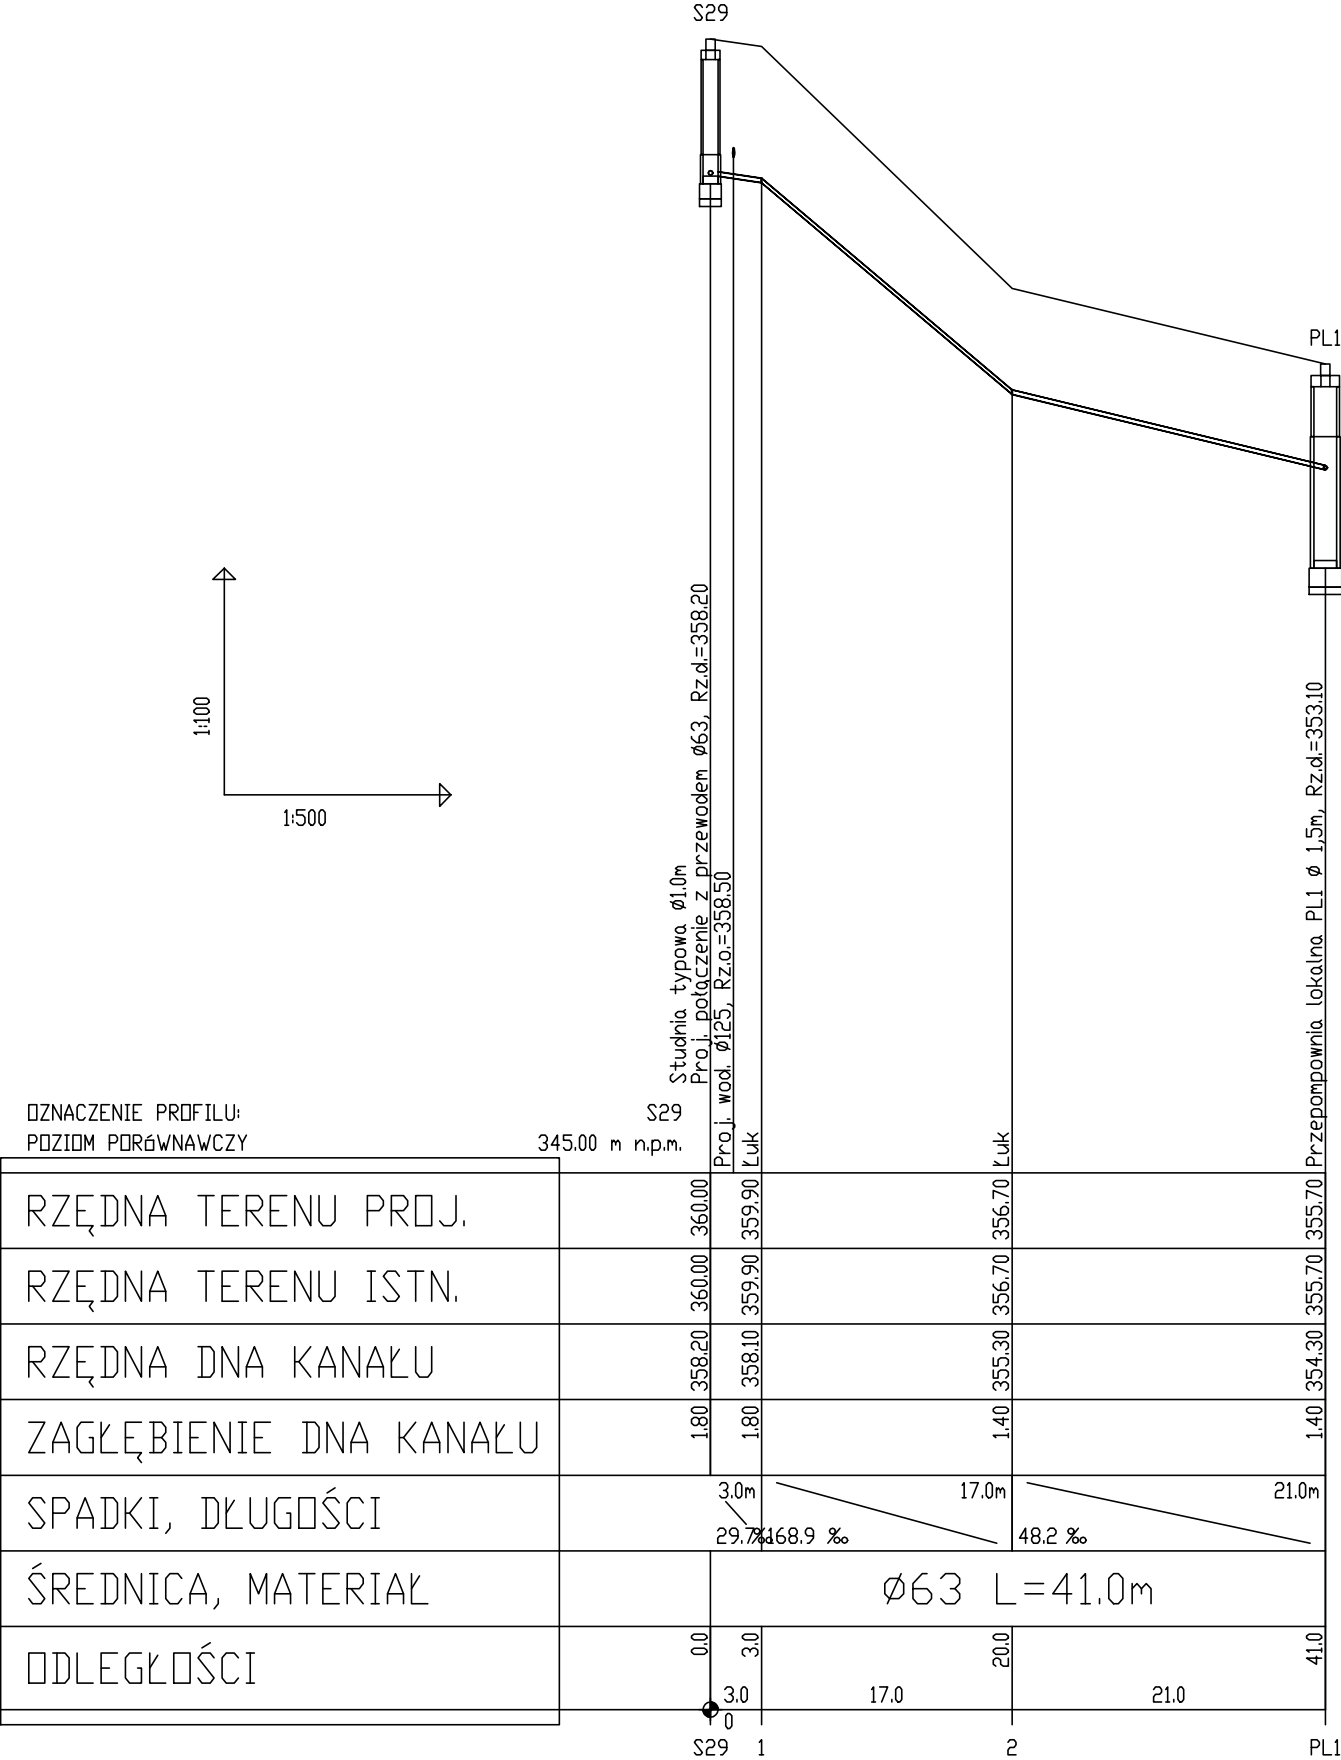 S29
PL1
1:100
1:500
Studnia typowa Ø1.0m
Proj. połączenie z przewodem Ø63, Rz.d.=358.20
Proj. wod. Ø125, Rz.o.=358.50
Łuk
Łuk
Przepompownia lokalna PL1 Ø 1,5m, Rz.d.=353.10
OZNACZENIE PROFILU: S29
POZIOM PORóWNAWCZY 345.00 m n.p.m.
RZĘDNA TERENU PROJ. 360.00 359.90 356.70 355.70
RZĘDNA TERENU ISTN. 360.00 359.90 356.70 355.70
RZĘDNA DNA KANAŁU 358.20 358.10 355.30 354.30
ZAGŁĘBIENIE DNA KANAŁU 1.80 1.80 1.40 1.40
SPADKI, DŁUGOŚCI 3.0m 17.0m 21.0m
29.7‰ 168.9 ‰ 48.2 ‰
ŚREDNICA, MATERIAŁ Ø63 L=41.0m
ODLEGŁOŚCI 0.0 3.0 20.0 41.0
3.0 17.0 21.0
0
S29 1 2 PL1